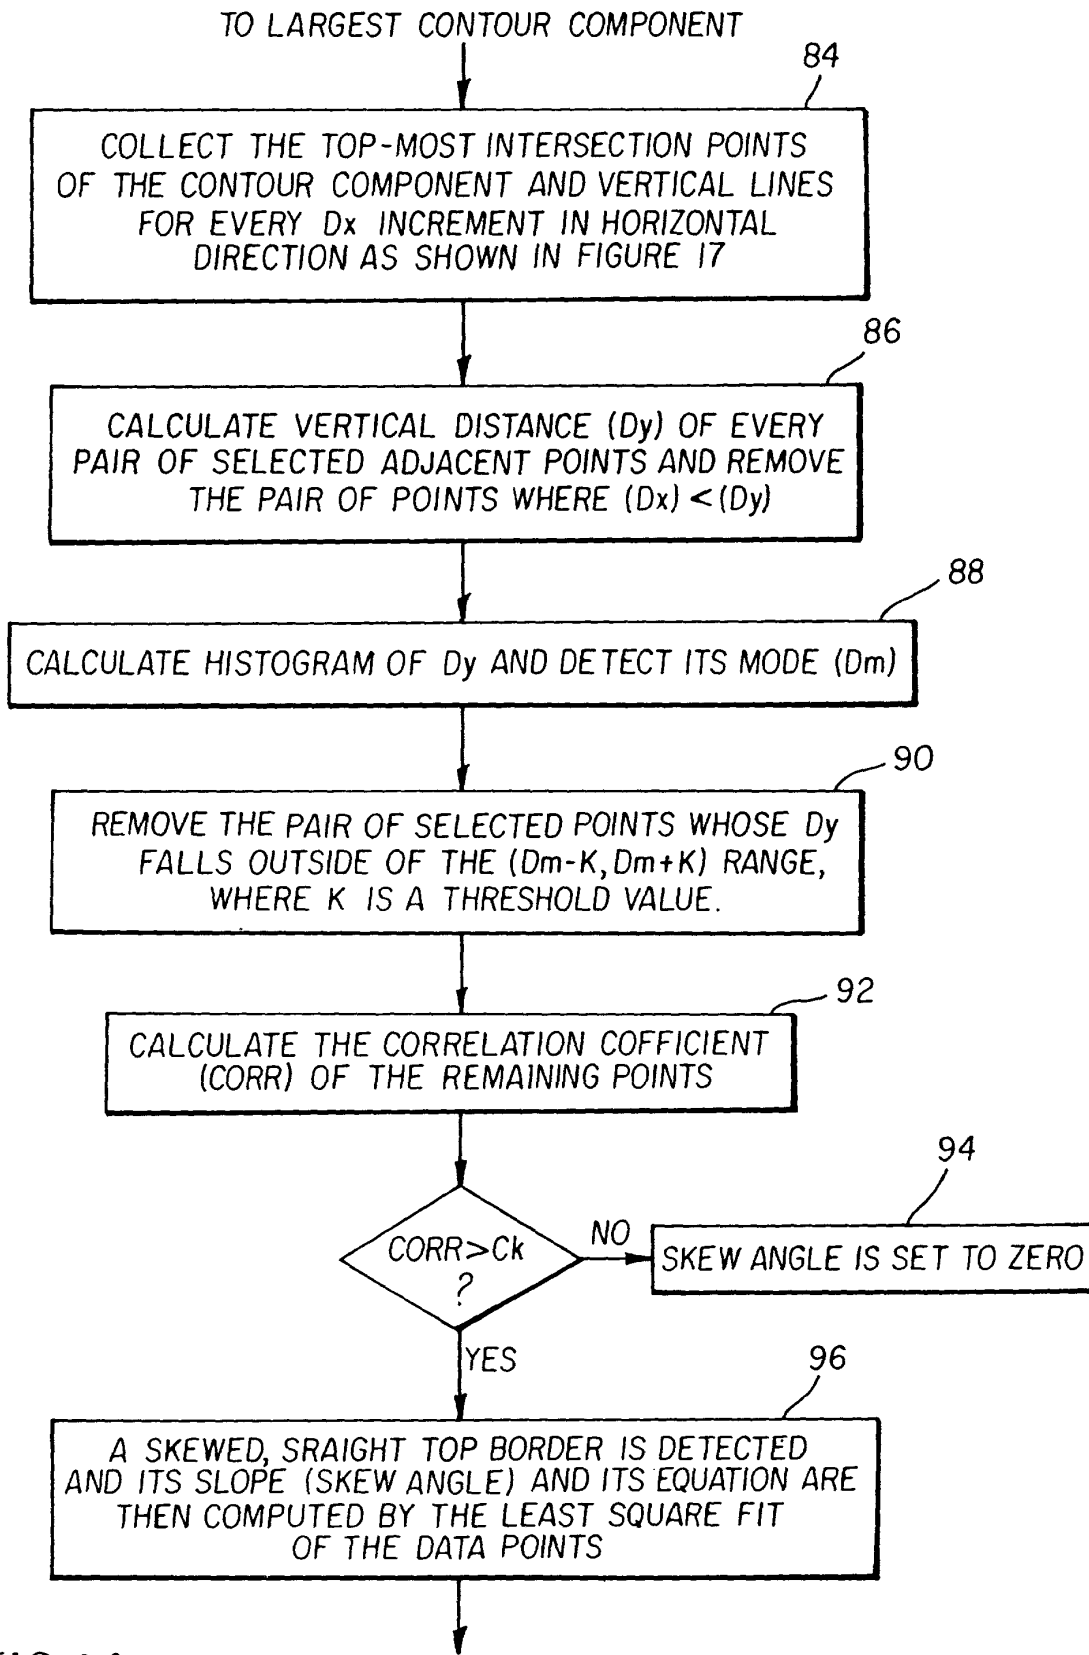 TO LARGEST CONTOUR COMPONENT
84
COLLECT THE TOP-MOST INTERSECTION POINTS
OF THE CONTOUR COMPONENT AND VERTICAL LINES
FOR EVERY Dx INCREMENT IN HORIZONTAL
DIRECTION AS SHOWN IN FIGURE 17
86
CALCULATE VERTICAL DISTANCE (Dy) OF EVERY
PAIR OF SELECTED ADJACENT POINTS AND REMOVE
THE PAIR OF POINTS WHERE (Dx) < (Dy)
88
CALCULATE HISTOGRAM OF Dy AND DETECT ITS MODE (Dm)
90
REMOVE THE PAIR OF SELECTED POINTS WHOSE Dy
FALLS OUTSIDE OF THE (Dm-K, Dm+K) RANGE,
WHERE K IS A THRESHOLD VALUE.
92
CALCULATE THE CORRELATION COFFICIENT
(CORR) OF THE REMAINING POINTS
94
CORR>Ck
?
NO
SKEW ANGLE IS SET TO ZERO
YES
96
A SKEWED, SRAIGHT TOP BORDER IS DETECTED
AND ITS SLOPE (SKEW ANGLE) AND ITS EQUATION ARE
THEN COMPUTED BY THE LEAST SQUARE FIT
OF THE DATA POINTS